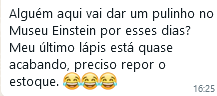 Alguém aqui vai dar um pulinho no
Museu Einstein por esses dias?
Meu último lápis está quase
acabando, preciso repor o
estoque. 😂😂😂
16:25